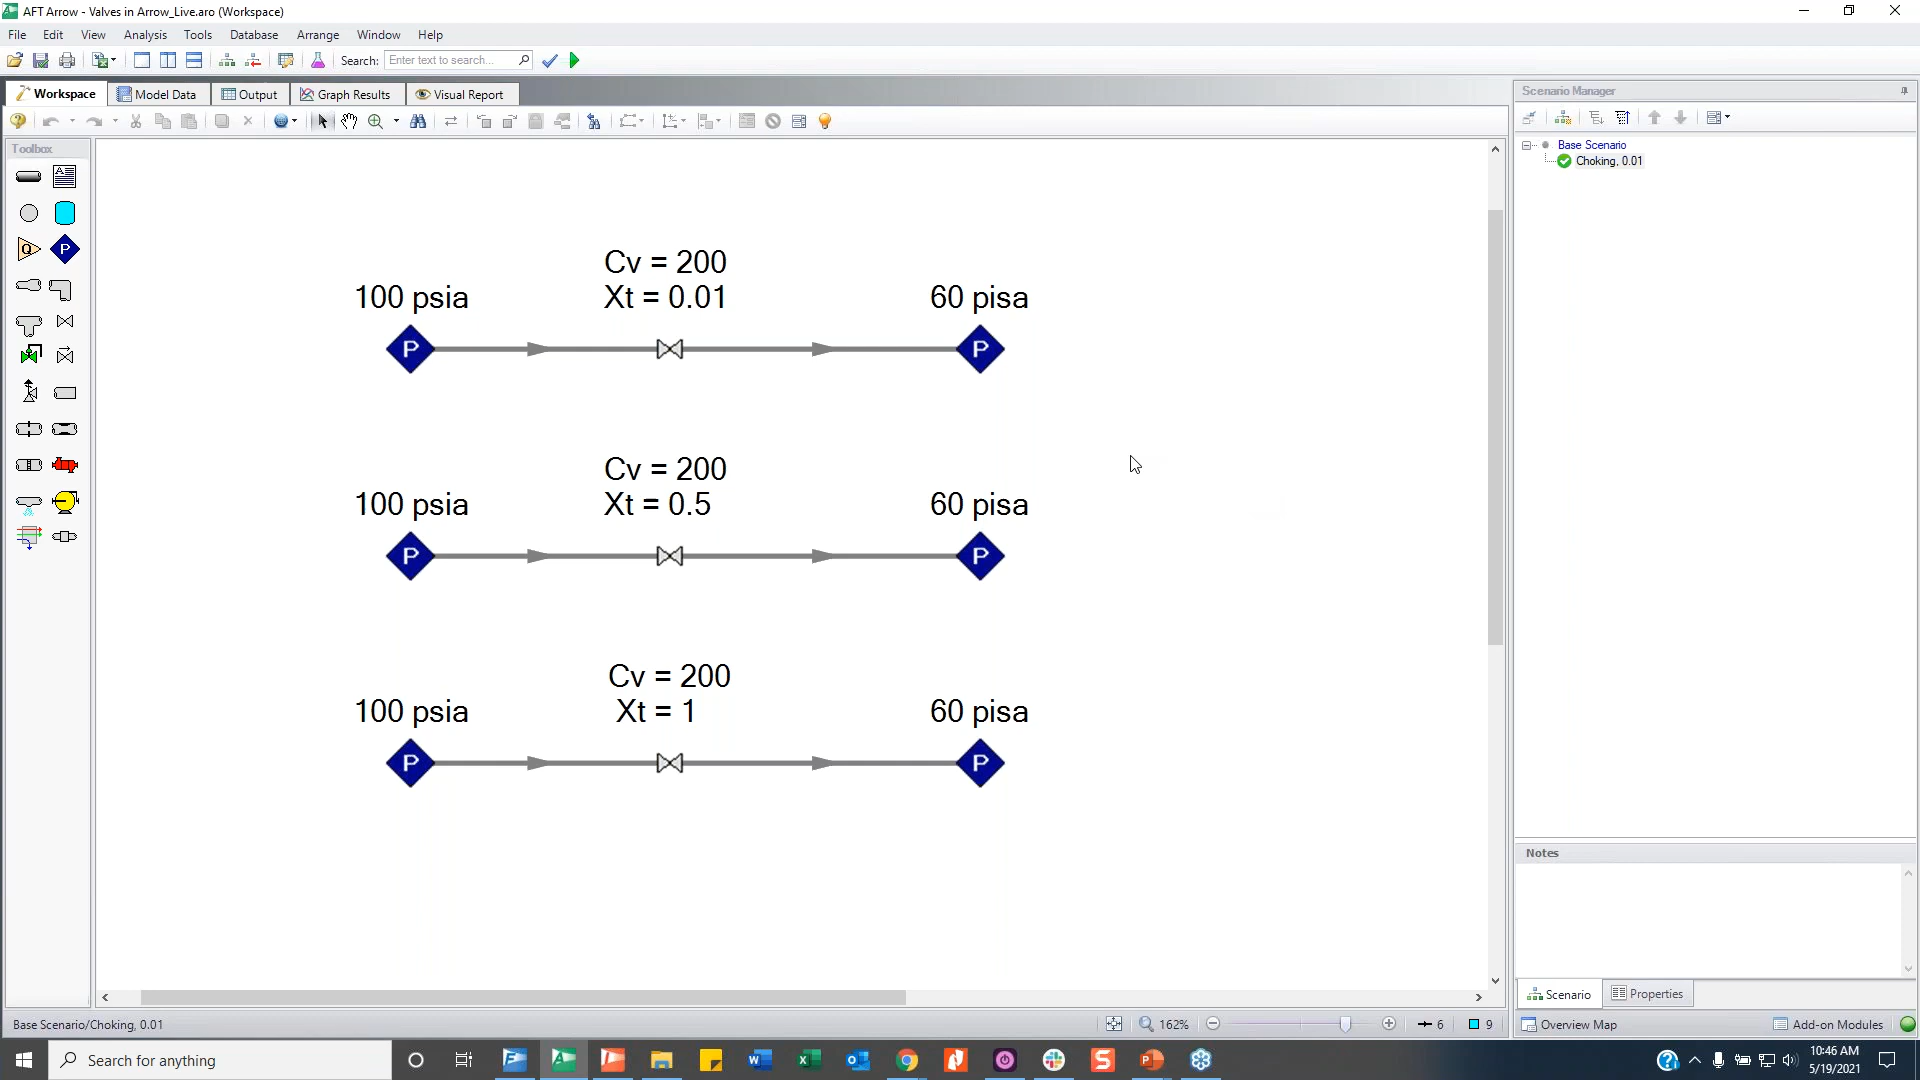 AFT Arrow - Valves in Arrow_Live.aro (Workspace)
File Edit View Analysis Tools Database Arrange Window Help
Search: Enter text to search...
Workspace Model Data Output Graph Results Visual Report
Scenario Manager
Toolbox
Base Scenario
Choking, 0.01
Q P
Cv = 200
100 psia Xt = 0.01 60 pisa
P P
Cv = 200
100 psia Xt = 0.5 60 pisa
P P
Cv = 200
100 psia Xt = 1 60 pisa
P P
Notes
Scenario Properties
Base Scenario/Choking, 0.01 162% 6 9 Overview Map Add-on Modules
Search for anything
10:46 AM
5/19/2021